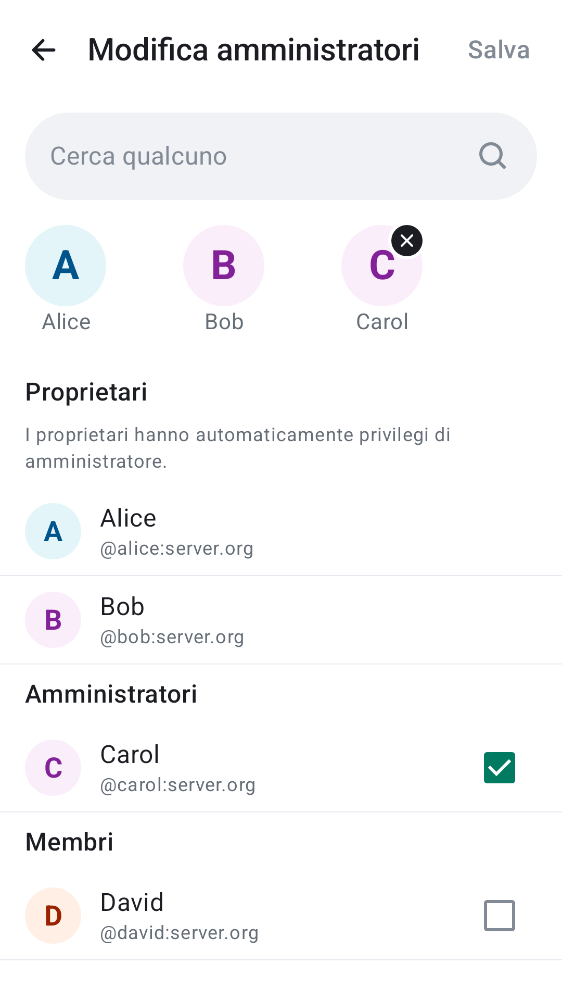 Modifica amministratori
Salva
Cerca qualcuno
A
B
C
Alice
Bob
Carol
Proprietari
I proprietari hanno automaticamente privilegi di
amministratore.
A
Alice
@alice:server.org
B
Bob
@bob:server.org
Amministratori
C
Carol
@carol:server.org
Membri
D
David
@david:server.org